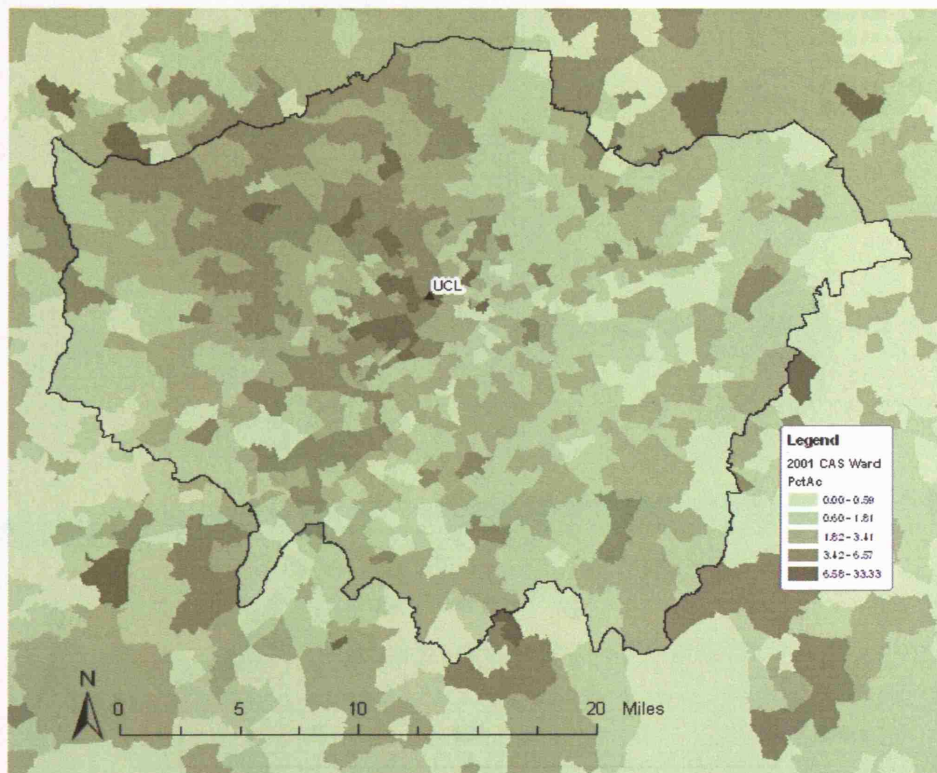 UCL
Legend
2001 CAS Ward
PctAc
0.00 - 0.59
0.60 - 1.81
1.82 - 3.41
3.42 - 6.57
6.58 - 33.33
N
0 5 10 20 Miles